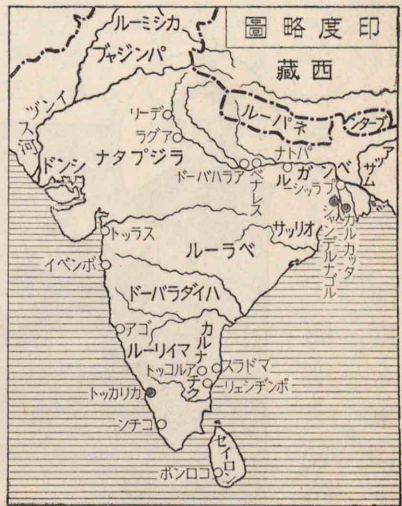 印度略圖
西藏
カシミール
パンジャブ
インヅス河
シンド
ラジプタナ
デーリ
アグラ
ネパール
ブータン
パトナ
ベンガル
アッサム
アラハバード
ベナレス
プラッシ
カルカッタ
シャンデルナゴル
オリッサ
スラット
ベラール
ボンベイ
ハイダラバード
ゴア
マイソール
カルナチク
アルコット
マドラス
ポンヂシェリ
カリカット
コチン
セイロン
コロンボ